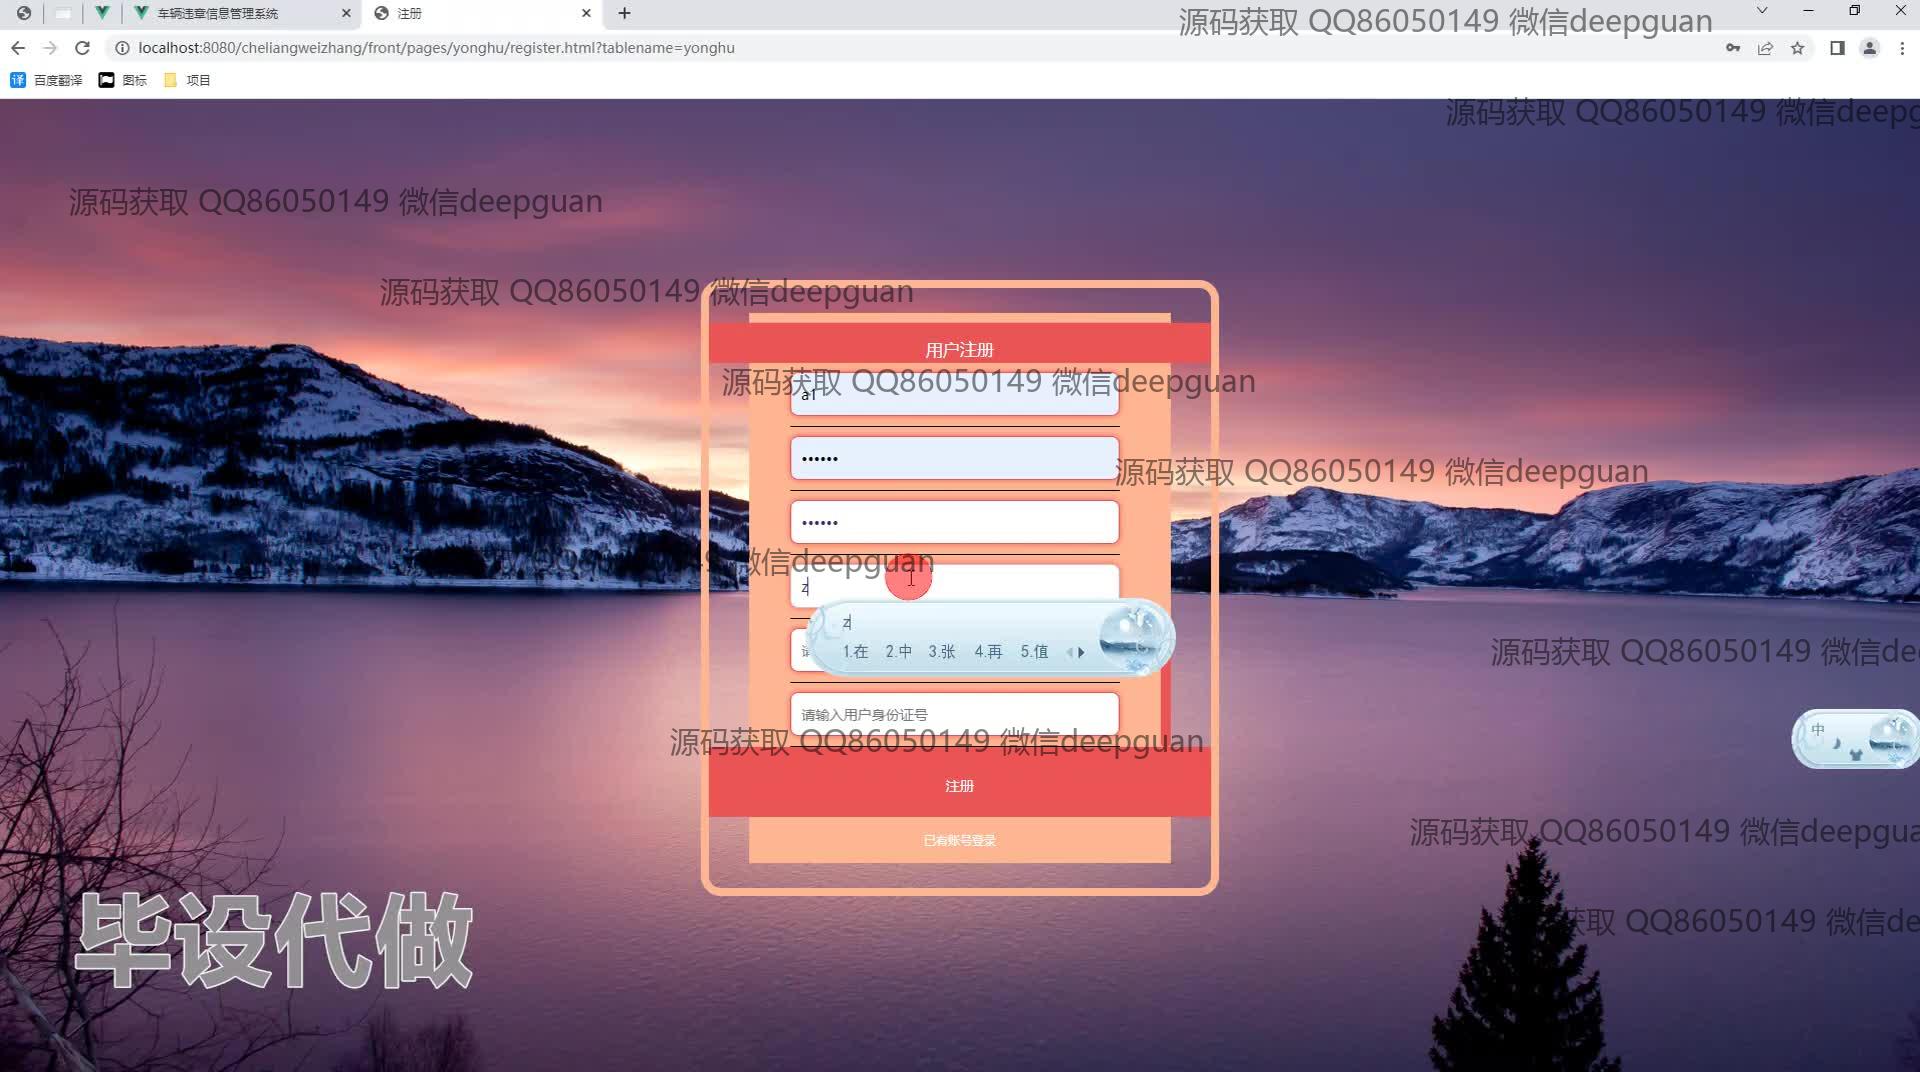 车辆违章信息管理系统
注册
源码获取 QQ86050149 微信deepguan
localhost:8080/cheliangweizhang/front/pages/yonghu/register.html?tablename=yonghu
译 百度翻译 图标 项目
源码获取 QQ86050149 微信deepg
源码获取 QQ86050149 微信deepguan
源码获取 QQ86050149 微信deepguan
用户注册
源码获取 QQ86050149 微信deepguan
a1
••••••
源码获取 QQ86050149 微信deepguan
••••••
微信deepguan
z
z
1.在 2.中 3.张 4.再 5.值
源码获取 QQ86050149 微信de
请输入用户身份证号
中
源码获取 QQ86050149 微信deepguan
注册
源码获取 QQ86050149 微信deepgua
已有账号登录
获取 QQ86050149 微信de
毕设代做